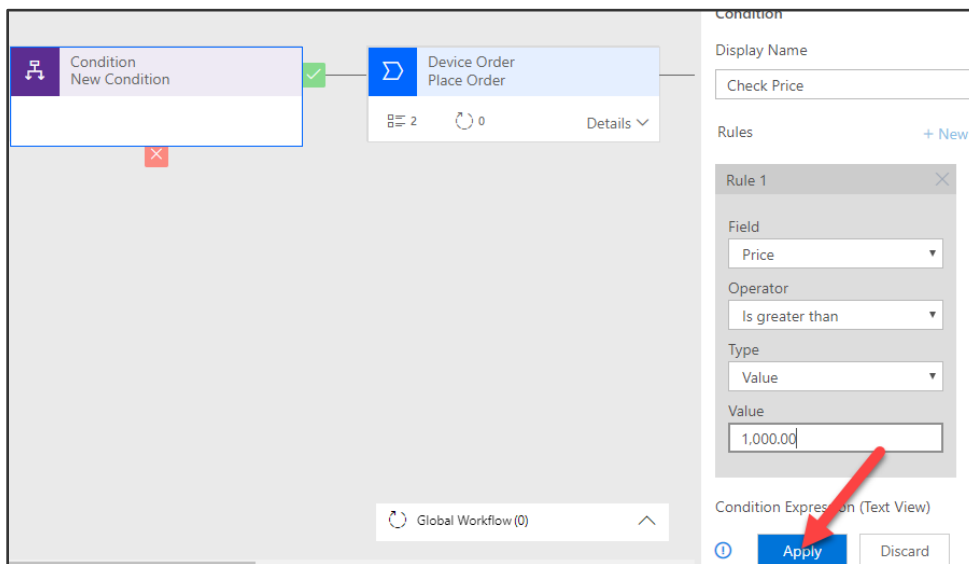 Condition
New Condition
Device Order
Place Order
2
0
Details
Global Workflow (0)
Condition
Display Name
Check Price
Rules
+ New
Rule 1
Field
Price
Operator
Is greater than
Type
Value
Value
1,000.00
Condition Expression (Text View)
Apply
Discard